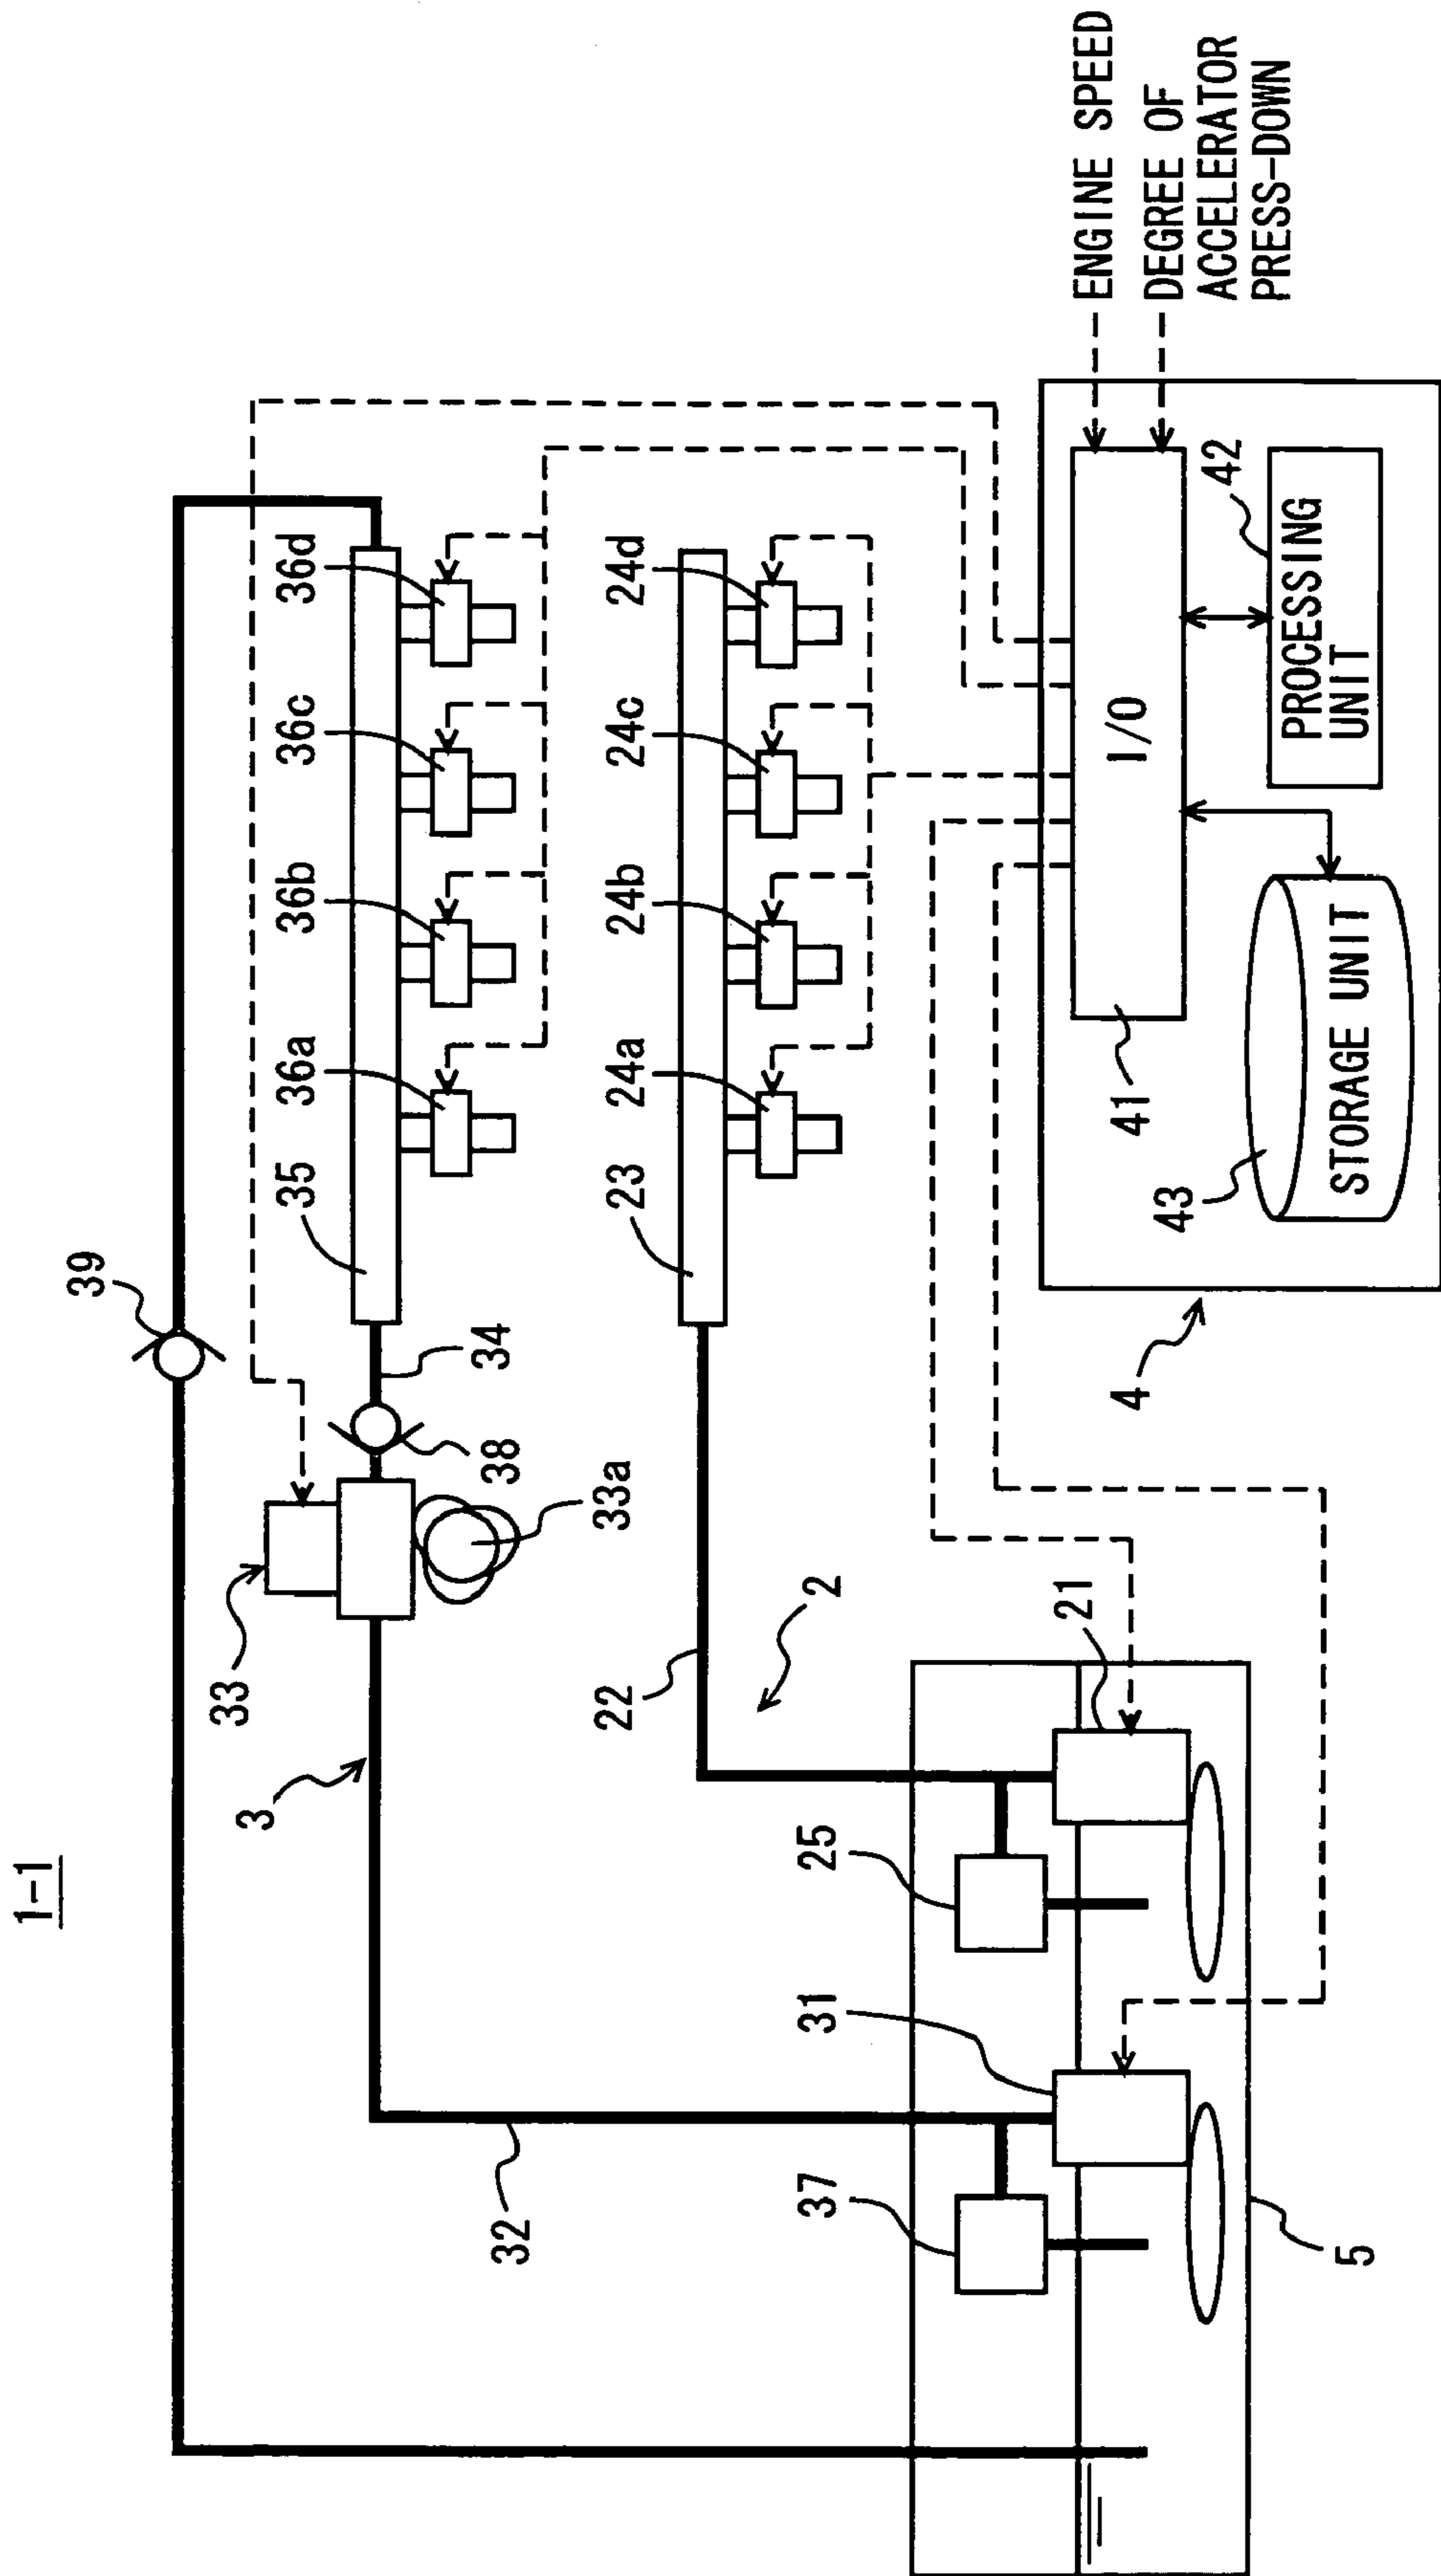 1-1
39
33
3
35
36a
36b
36c
36d
34
38
33a
23
24a
24b
24c
24d
22
2
32
37
31
25
21
5
4
41
I/O
42
PROCESSING
UNIT
43
STORAGE UNIT
ENGINE SPEED
DEGREE OF
ACCELERATOR
PRESS-DOWN